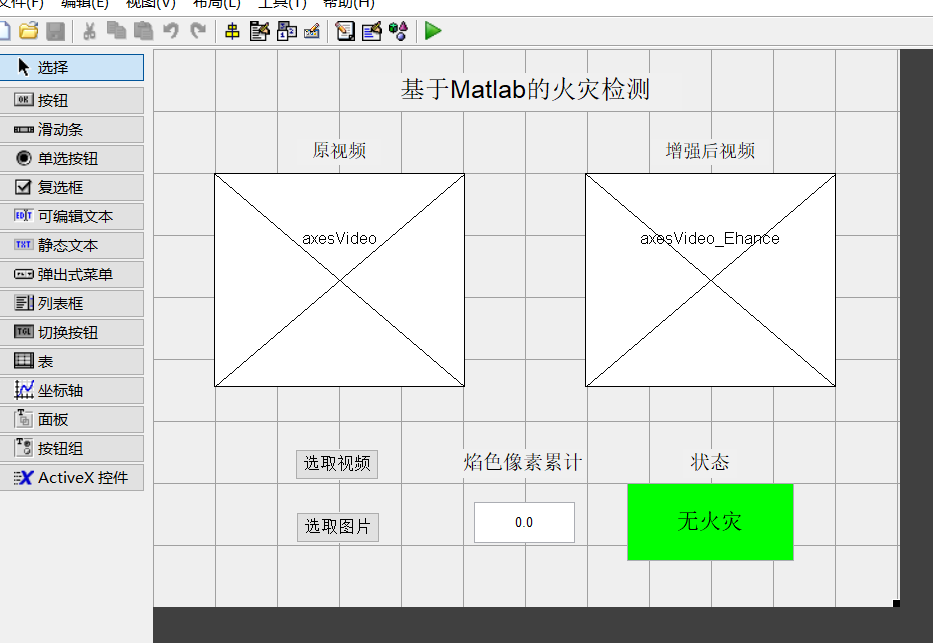 文件(F) 编辑(E) 视图(V) 布局(L) 工具(T) 帮助(H)
选择
OK 按钮
滑动条
单选按钮
复选框
EDIT 可编辑文本
TXT 静态文本
弹出式菜单
列表框
TGL 切换按钮
表
坐标轴
面板
按钮组
ActiveX 控件
基于Matlab的火灾检测
原视频
增强后视频
axesVideo
axesVideo_Ehance
选取视频
焰色像素累计
状态
选取图片
0.0
无火灾